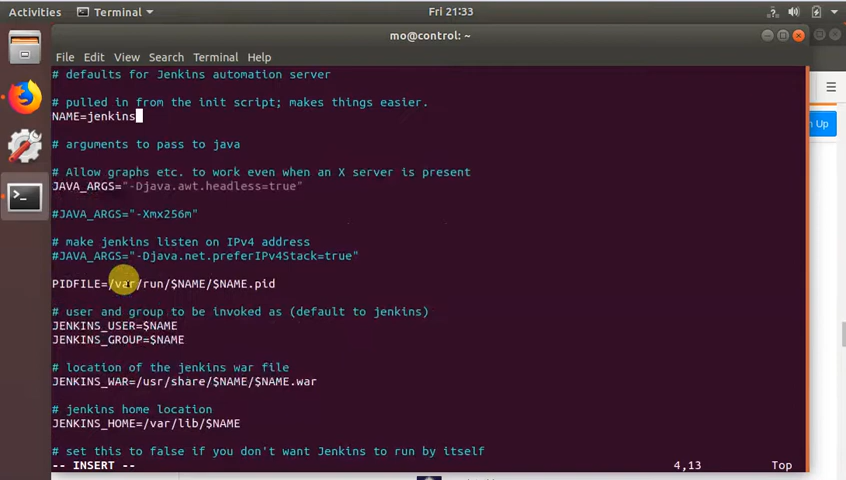 Activities
Terminal
Fri 21:33
mo@control: ~
File Edit View Search Terminal Help
# defaults for Jenkins automation server
# pulled in from the init script; makes things easier.
NAME=jenkins
# arguments to pass to java
# Allow graphs etc. to work even when an X server is present
JAVA_ARGS="-Djava.awt.headless=true"
#JAVA_ARGS="-Xmx256m"
# make jenkins listen on IPv4 address
#JAVA_ARGS="-Djava.net.preferIPv4Stack=true"
PIDFILE=/var/run/$NAME/$NAME.pid
# user and group to be invoked as (default to jenkins)
JENKINS_USER=$NAME
JENKINS_GROUP=$NAME
# location of the jenkins war file
JENKINS_WAR=/usr/share/$NAME/$NAME.war
# jenkins home location
JENKINS_HOME=/var/lib/$NAME
# set this to false if you don't want Jenkins to run by itself
-- INSERT -- 4,13 Top
Up